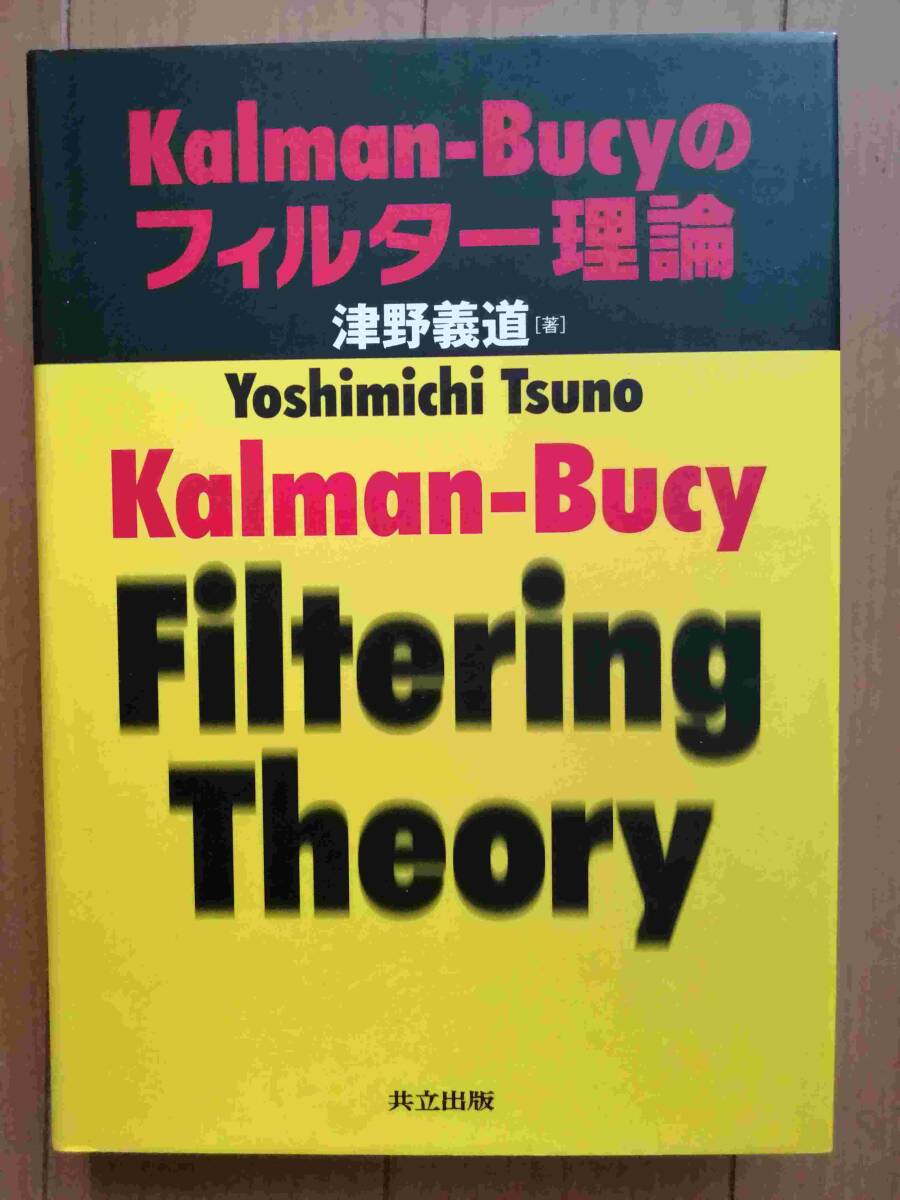 Kalman-Bucyの
フィルター理論
津野義道[著]
Yoshimichi Tsuno
Kalman-Bucy
Filtering
Theory
共立出版